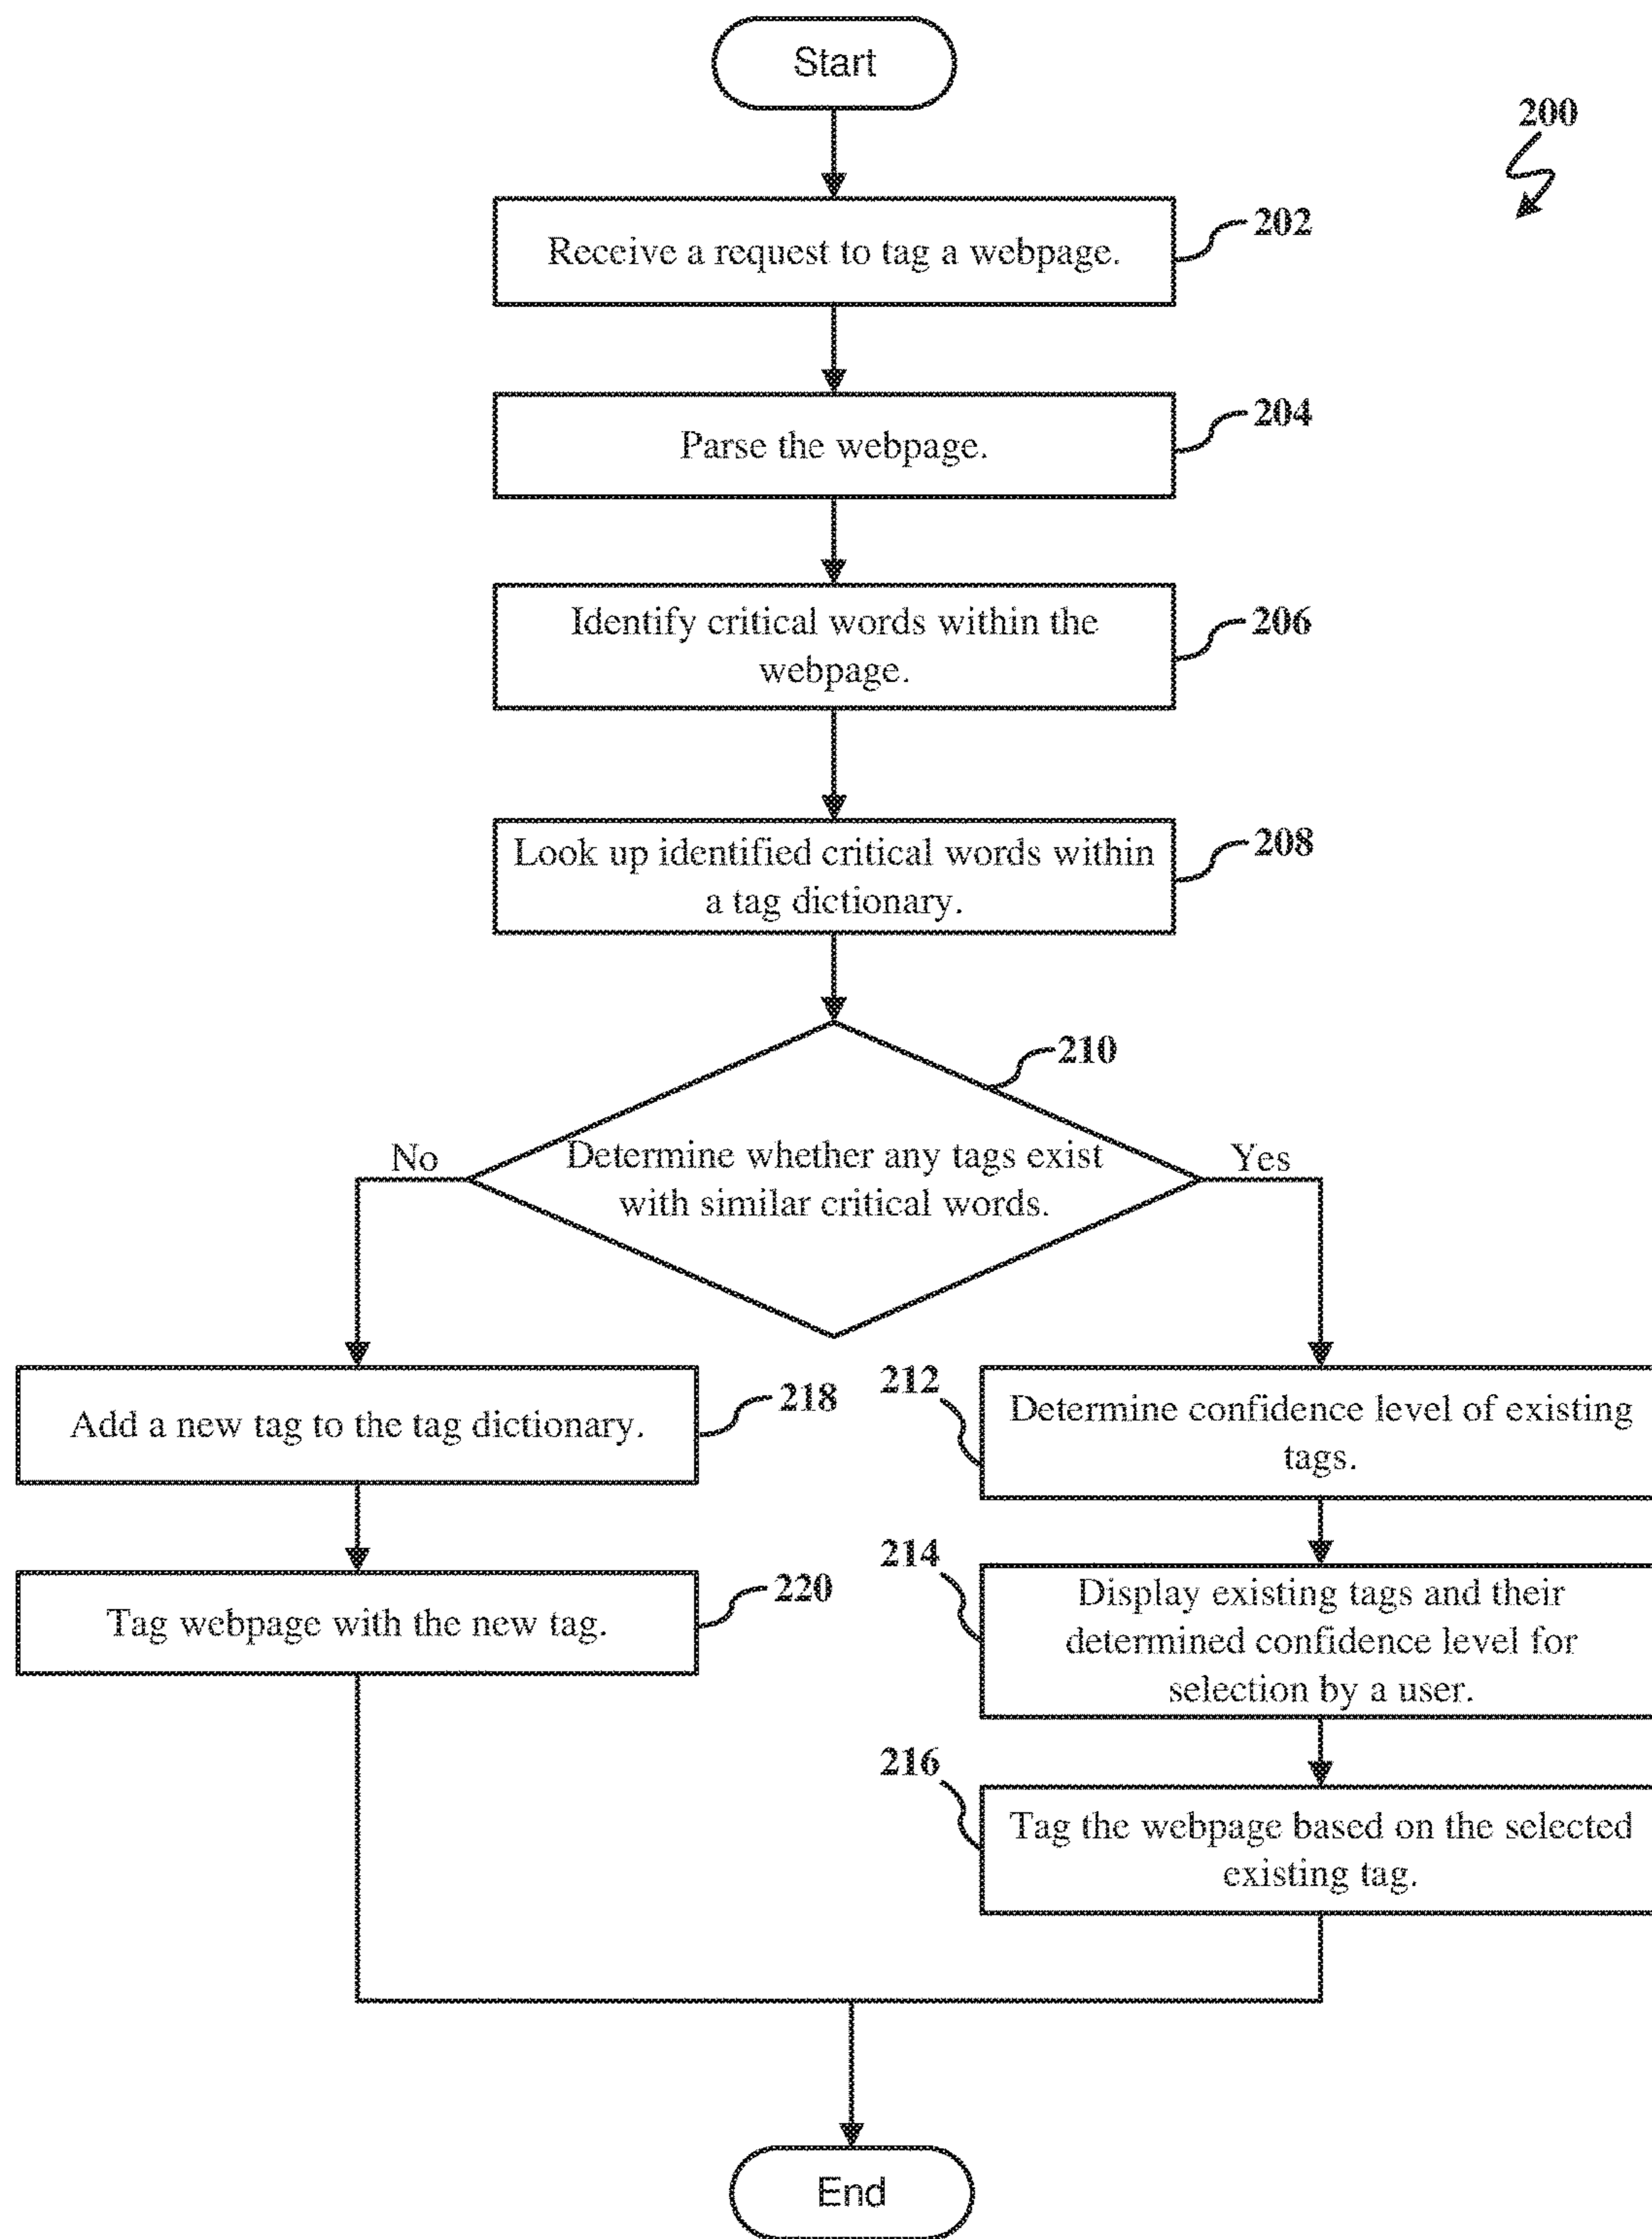 Start
200
Receive a request to tag a webpage.
202
Parse the webpage.
204
Identify critical words within the
webpage.
206
Look up identified critical words within
a tag dictionary.
208
210
No
Determine whether any tags exist
with similar critical words.
Yes
Add a new tag to the tag dictionary.
218
Tag webpage with the new tag.
220
212
Determine confidence level of existing
tags.
214
Display existing tags and their
determined confidence level for
selection by a user.
216
Tag the webpage based on the selected
existing tag.
End